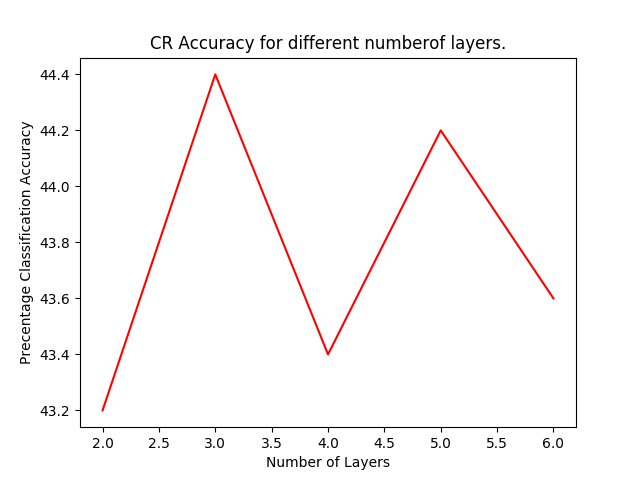 CR Accuracy for different numberof layers.
Precentage Classification Accuracy
44.4
44.2
44.0
43.8
43.6
43.4
43.2
2.0 2.5 3.0 3.5 4.0 4.5 5.0 5.5 6.0
Number of Layers